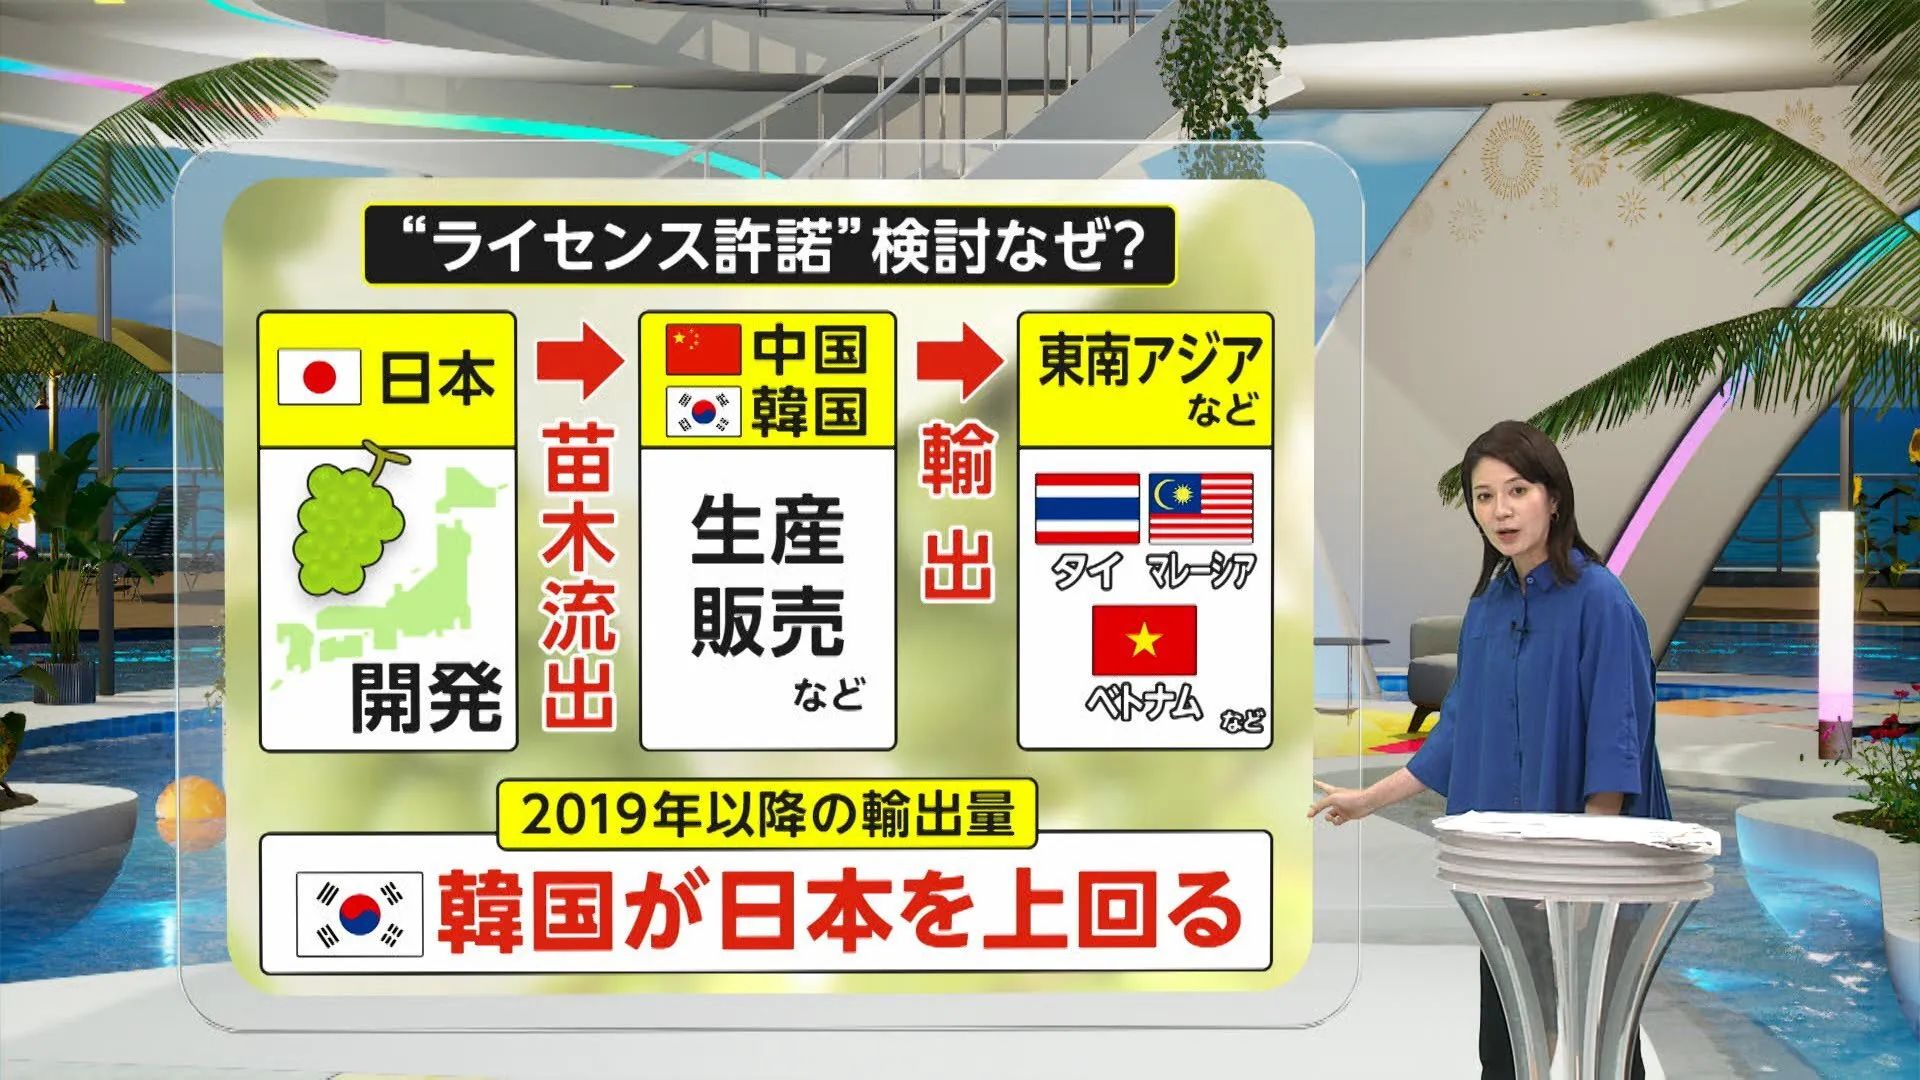 “ライセンス許諾”検討なぜ?
日本
開発
苗木流出
中国
韓国
生産
販売
など
輸出
東南アジア
など
タイ
マレーシア
ベトナム
など
2019年以降の輸出量
韓国が日本を上回る